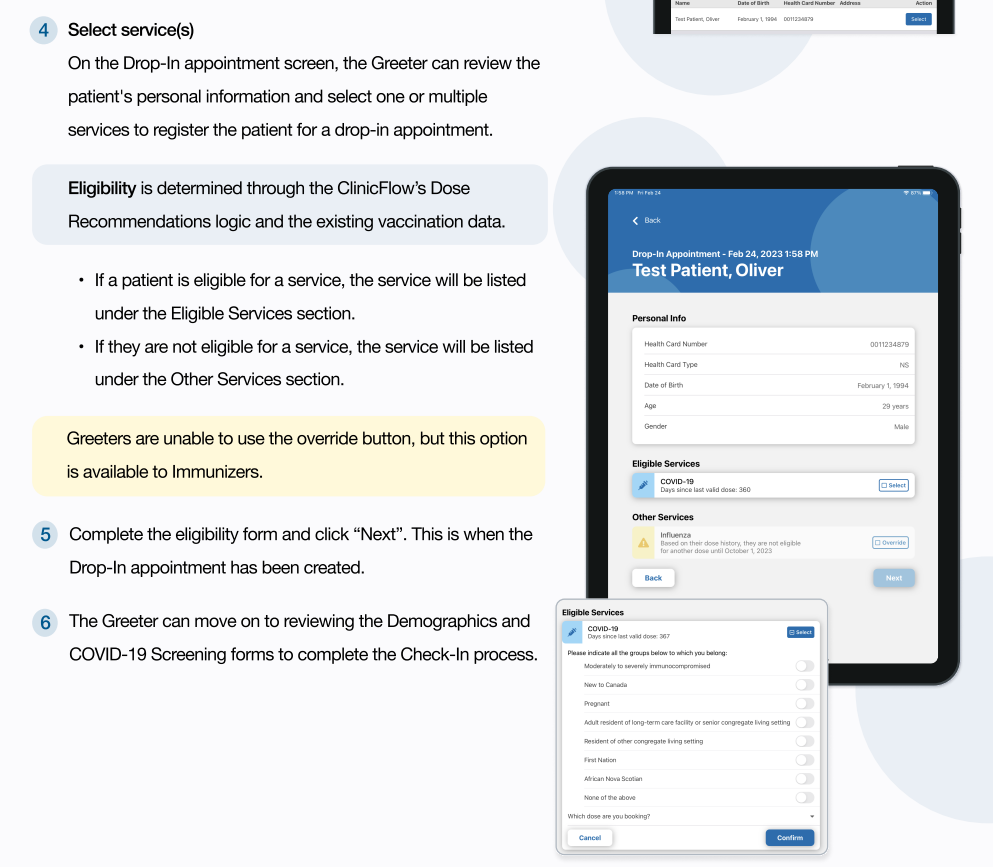 Name Date of Birth Health Card Number Address Action
Test Patient, Oliver February 1, 1994 0011234879 Select
4 Select service(s)
On the Drop-In appointment screen, the Greeter can review the
patient's personal information and select one or multiple
services to register the patient for a drop-in appointment.
Eligibility is determined through the ClinicFlow's Dose
Recommendations logic and the existing vaccination data.
• If a patient is eligible for a service, the service will be listed
under the Eligible Services section.
• If they are not eligible for a service, the service will be listed
under the Other Services section.
Greeters are unable to use the override button, but this option
is available to Immunizers.
5 Complete the eligibility form and click “Next”. This is when the
Drop-In appointment has been created.
6 The Greeter can move on to reviewing the Demographics and
COVID-19 Screening forms to complete the Check-In process.
1:58 PM Fri Feb 24 87%
Back
Drop-In Appointment - Feb 24, 2023 1:58 PM
Test Patient, Oliver
Personal Info
Health Card Number 0011234879
Health Card Type NS
Date of Birth February 1, 1994
Age 29 years
Gender Male
Eligible Services
COVID-19
Days since last valid dose: 360
Select
Other Services
Influenza
Based on their dose history, they are not eligible
for another dose until October 1, 2023
Override
Back Next
Eligible Services
COVID-19
Days since last valid dose: 367
Select
Please indicate all the groups below to which you belong:
Moderately to severely immunocompromised
New to Canada
Pregnant
Adult resident of long-term care facility or senior congregate living setting
Resident of other congregate living setting
First Nation
African Nova Scotian
None of the above
Which dose are you booking?
Cancel Confirm